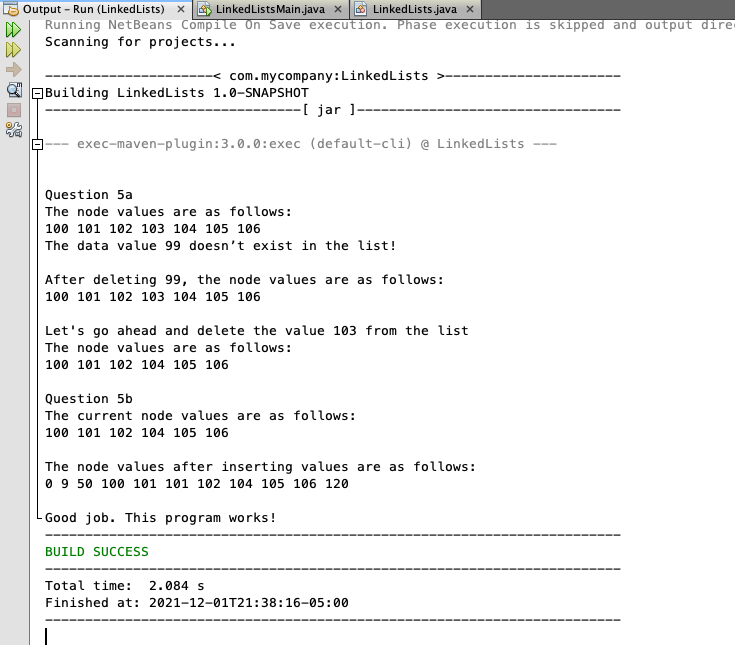 Output – Run (LinkedLists) × LinkedListsMain.java × LinkedLists.java ×
Running NetBeans Compile On Save execution. Phase execution is skipped and output direc
Scanning for projects...
---------------------< com.mycompany:LinkedLists >----------------------
Building LinkedLists 1.0-SNAPSHOT
--------------------------------[ jar ]---------------------------------
--- exec-maven-plugin:3.0.0:exec (default-cli) @ LinkedLists ---
Question 5a
The node values are as follows:
100 101 102 103 104 105 106
The data value 99 doesn’t exist in the list!
After deleting 99, the node values are as follows:
100 101 102 103 104 105 106
Let's go ahead and delete the value 103 from the list
The node values are as follows:
100 101 102 104 105 106
Question 5b
The current node values are as follows:
100 101 102 104 105 106
The node values after inserting values are as follows:
0 9 50 100 101 101 102 104 105 106 120
Good job. This program works!
------------------------------------------------------------------------
BUILD SUCCESS
------------------------------------------------------------------------
Total time:  2.084 s
Finished at: 2021-12-01T21:38:16-05:00
------------------------------------------------------------------------